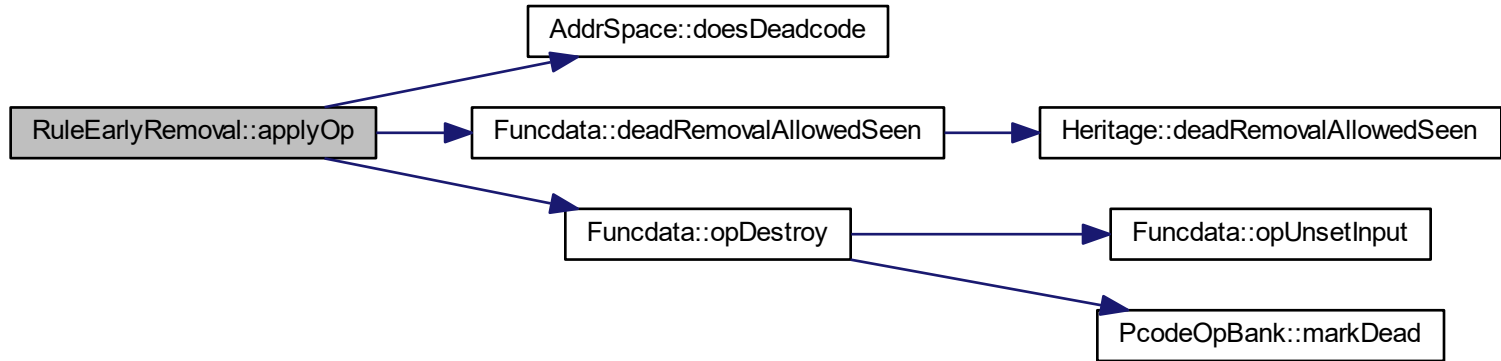 AddrSpace::doesDeadcode
RuleEarlyRemoval::applyOp
Funcdata::deadRemovalAllowedSeen
Heritage::deadRemovalAllowedSeen
Funcdata::opDestroy
Funcdata::opUnsetInput
PcodeOpBank::markDead